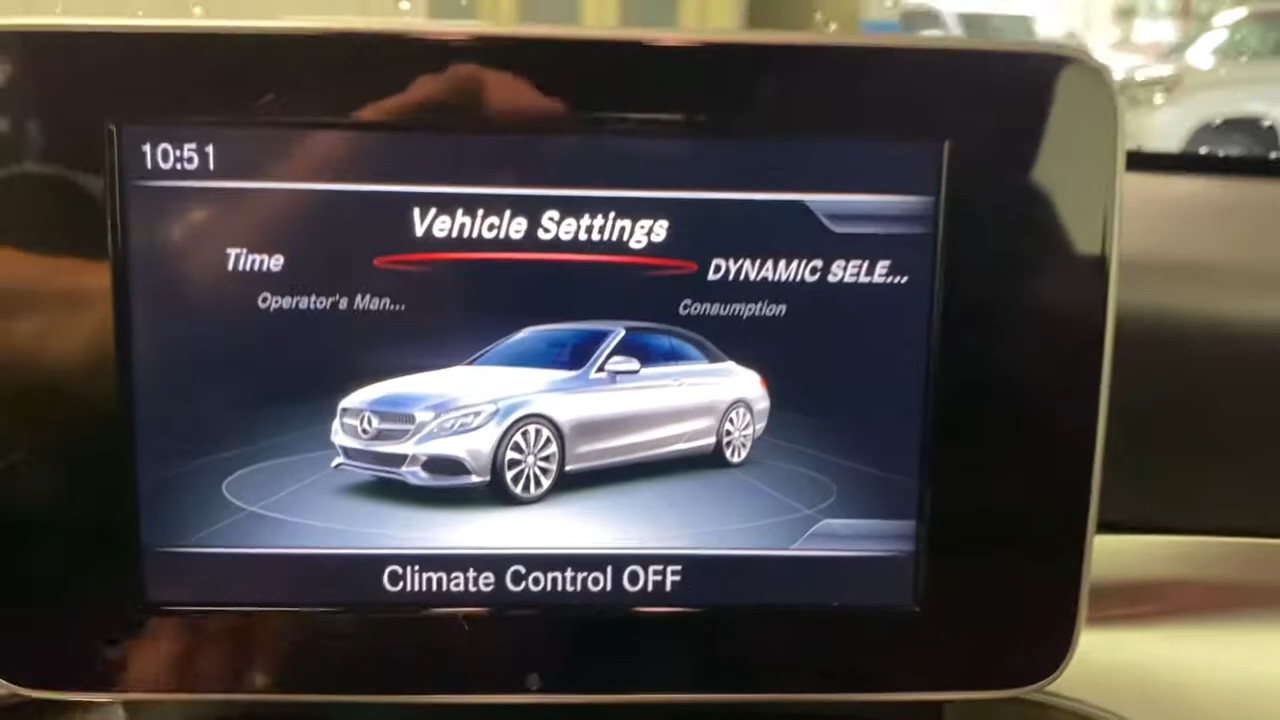 10:51
Vehicle Settings
Time
DYNAMIC SELE...
Operator's Man...
Consumption
Climate Control OFF